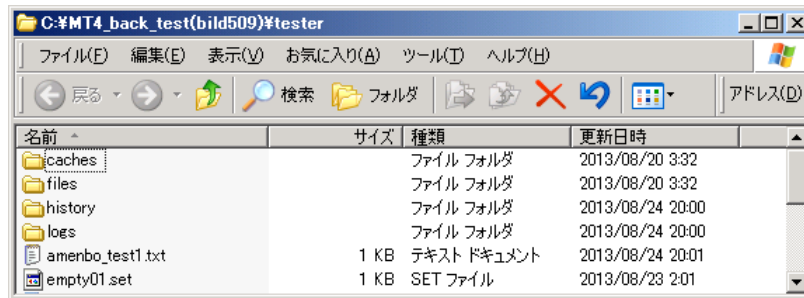 C:¥MT4_back_test(bild509)¥tester
ファイル(F) 編集(E) 表示(V) お気に入り(A) ツール(T) ヘルプ(H)
戻る 検索 フォルダ アドレス(D)
名前 サイズ 種類 更新日時
caches ファイル フォルダ 2013/08/20 3:32
files ファイル フォルダ 2013/08/20 3:32
history ファイル フォルダ 2013/08/24 20:00
logs ファイル フォルダ 2013/08/24 20:00
amenbo_test1.txt 1 KB テキスト ドキュメント 2013/08/24 20:01
empty01.set 1 KB SET ファイル 2013/08/23 2:01